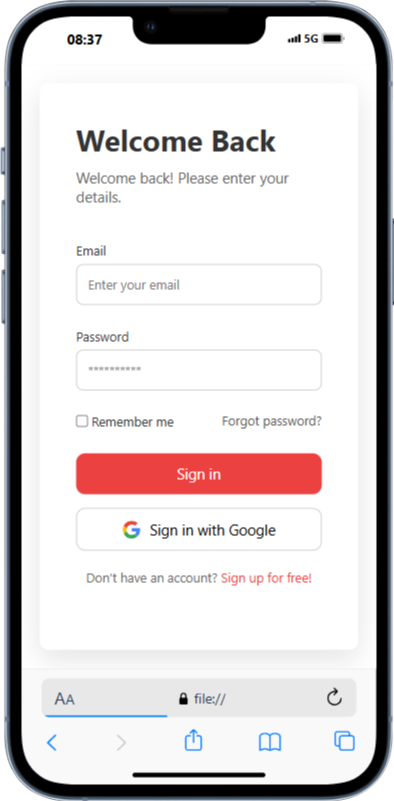 08:37
5G
Welcome Back
Welcome back! Please enter your
details.
Email
Enter your email
Password
**********
Remember me
Forgot password?
Sign in
Sign in with Google
Don't have an account? Sign up for free!
AA
file://